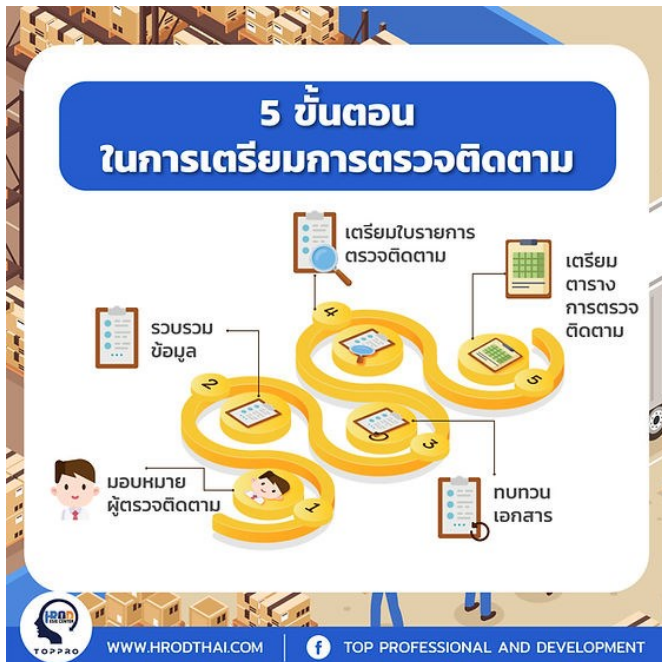 5 ขั้นตอน
ในการเตรียมการตรวจติดตาม
เตรียมใบรายการ
ตรวจติดตาม
เตรียม
ตาราง
การตรวจ
ติดตาม
รวบรวม
ข้อมูล
4
2
5
3
มอบหมาย
ผู้ตรวจติดตาม
1
ทบทวน
เอกสาร
TOPPRO
WWW.HRODTHAI.COM
f TOP PROFESSIONAL AND DEVELOPMENT